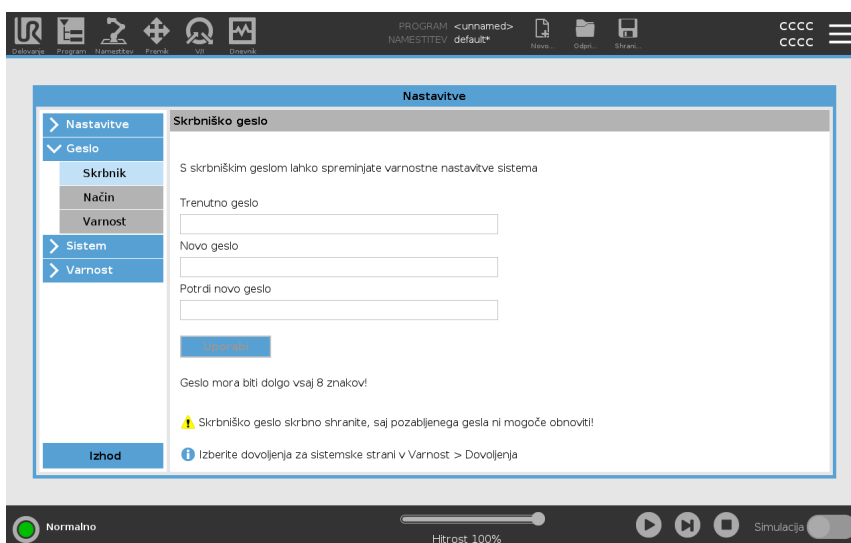 PROGRAM <unnamed>
NAMESTITEV default*
CCCC
CCCC
Delovanje Program Namestitev Premik V/I Dnevnik Novo... Odpri... Shrani...
Nastavitve
Nastavitve
Geslo
Skrbnik
Način
Varnost
Sistem
Varnost
Izhod
Skrbniško geslo
S skrbniškim geslom lahko spreminjate varnostne nastavitve sistema
Trenutno geslo
Novo geslo
Potrdi novo geslo
Uporabi
Geslo mora biti dolgo vsaj 8 znakov!
Skrbniško geslo skrbno shranite, saj pozabljenega gesla ni mogoče obnoviti!
Izberite dovoljenja za sistemske strani v Varnost > Dovoljenja
Normalno
Hitrost 100%
Simulacija